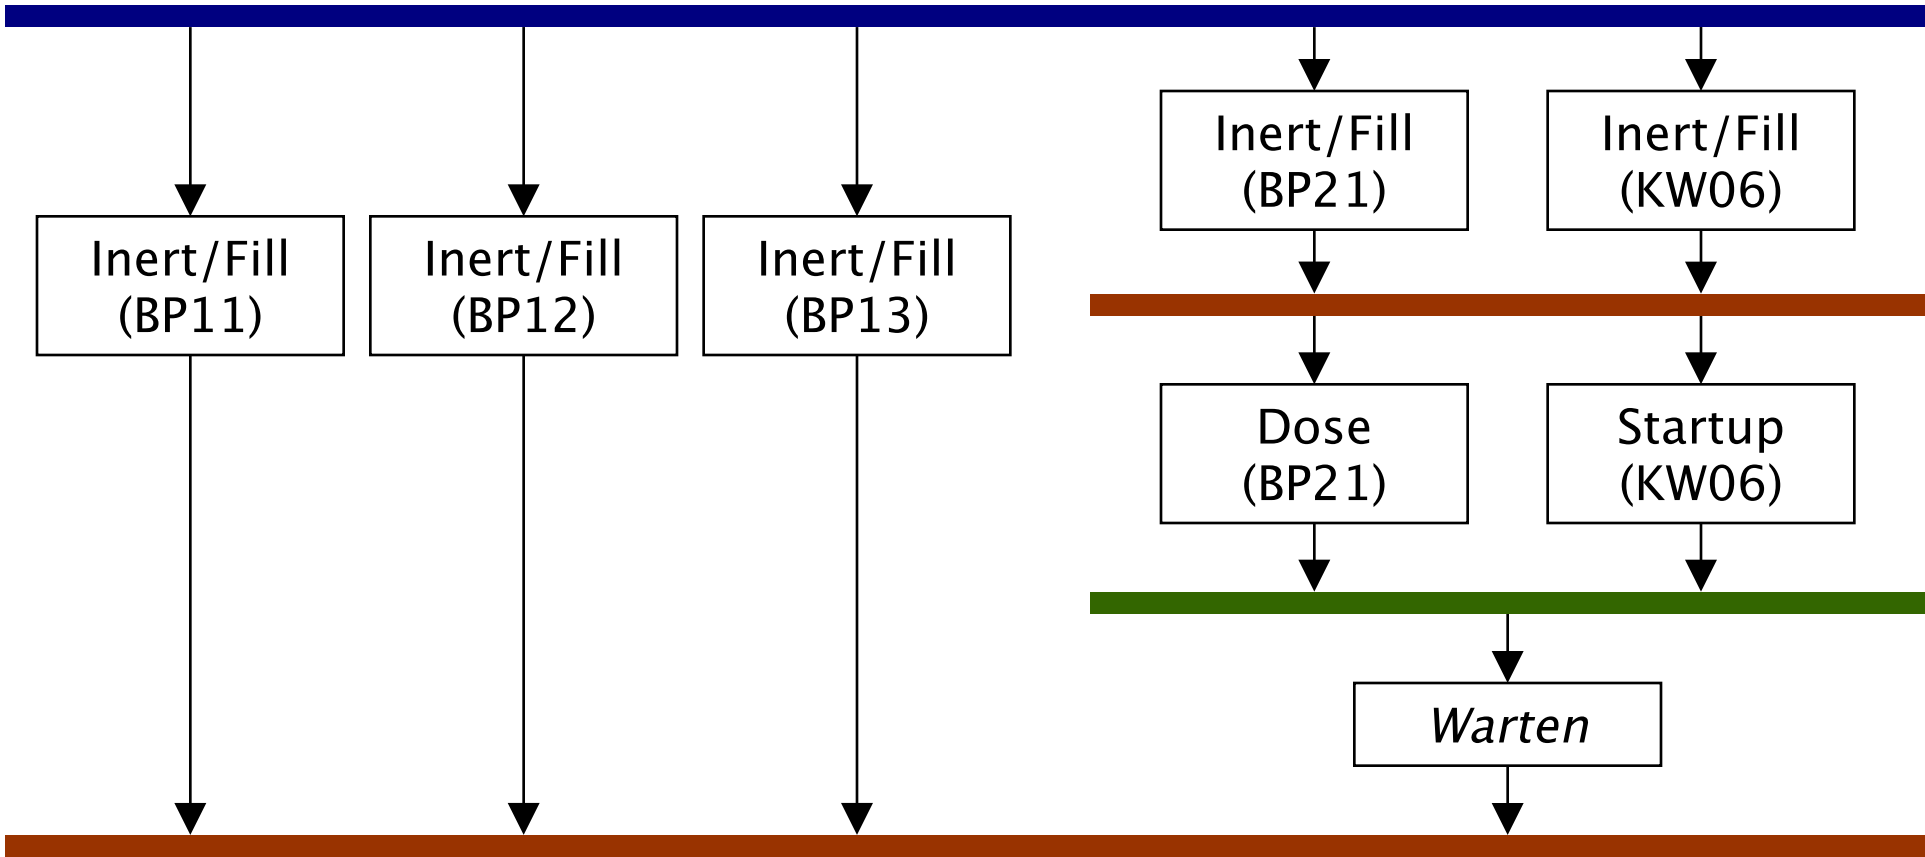 Inert/Fill
(BP21)
Inert/Fill
(KW06)
Inert/Fill
(BP11)
Inert/Fill
(BP12)
Inert/Fill
(BP13)
Dose
(BP21)
Startup
(KW06)
Warten